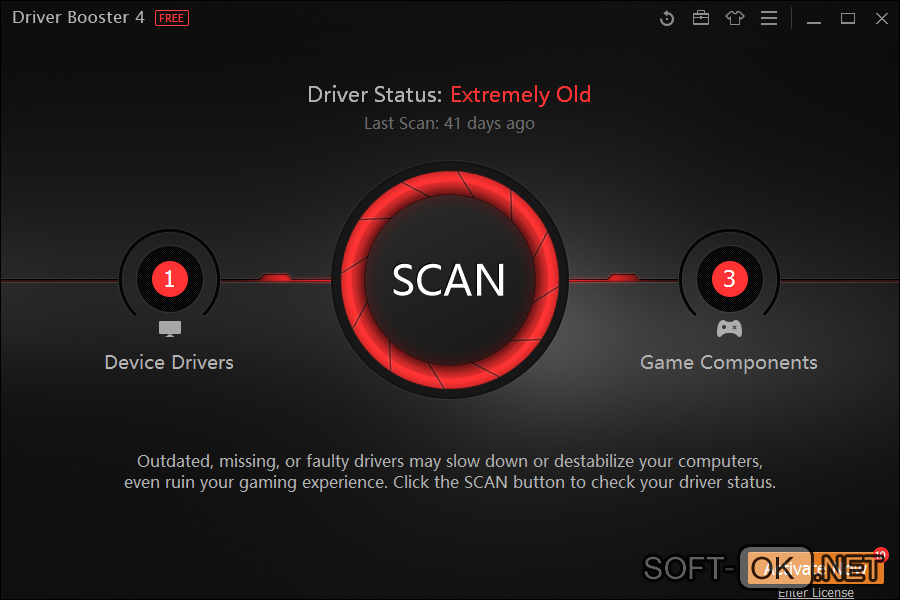 Driver Booster 4 FREE
Driver Status: Extremely Old
Last Scan: 41 days ago
SCAN
1
3
Device Drivers
Game Components
Outdated, missing, or faulty drivers may slow down or destabilize your computers,
even ruin your gaming experience. Click the SCAN button to check your driver status.
10
Activate Now
SOFT-OK.NET
Enter License